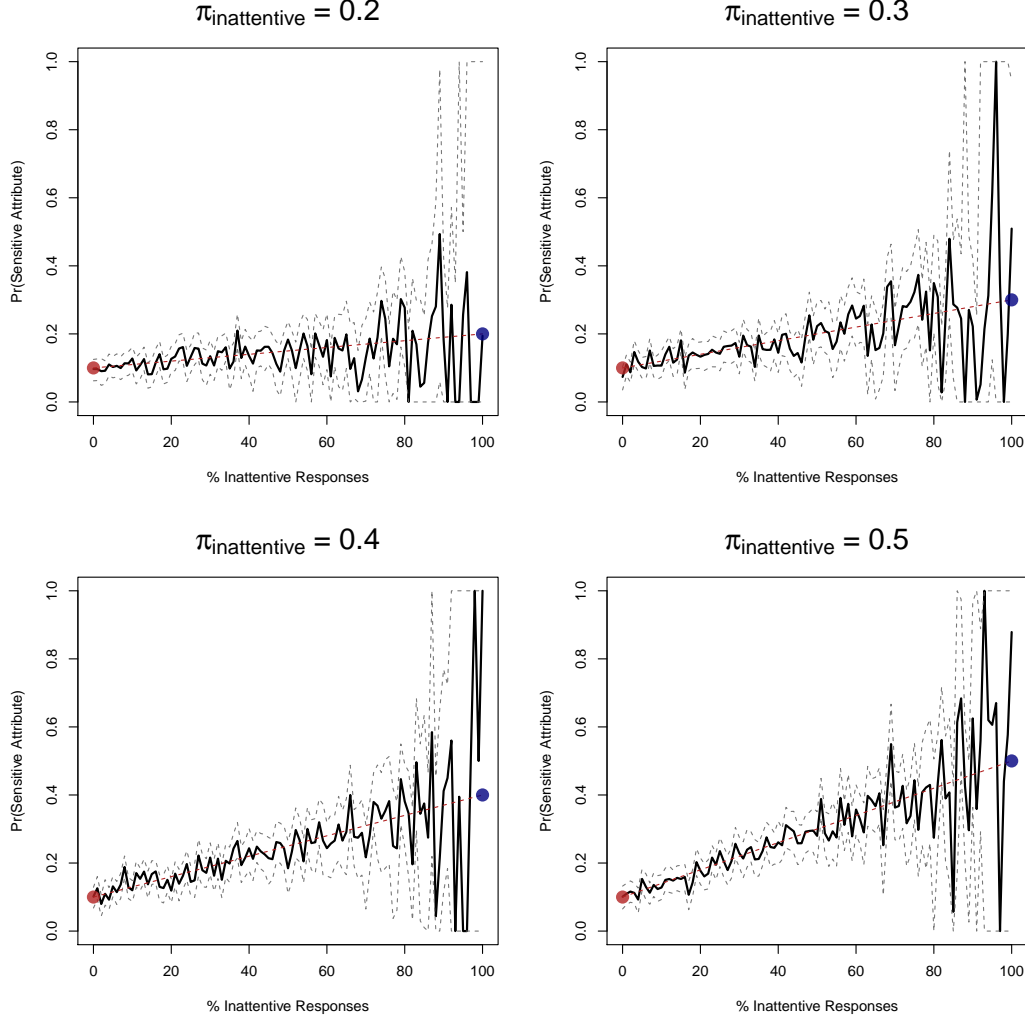 π_inattentive = 0.2
Pr(Sensitive Attribute)
1.0
0.8
0.6
0.4
0.2
0.0
0 20 40 60 80 100
% Inattentive Responses
π_inattentive = 0.3
Pr(Sensitive Attribute)
1.0
0.8
0.6
0.4
0.2
0.0
0 20 40 60 80 100
% Inattentive Responses
π_inattentive = 0.4
Pr(Sensitive Attribute)
1.0
0.8
0.6
0.4
0.2
0.0
0 20 40 60 80 100
% Inattentive Responses
π_inattentive = 0.5
Pr(Sensitive Attribute)
1.0
0.8
0.6
0.4
0.2
0.0
0 20 40 60 80 100
% Inattentive Responses